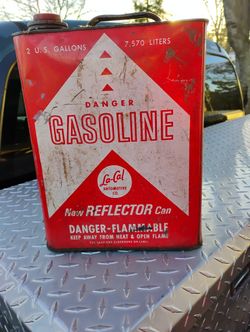 2 U.S. GALLONS 7.570 LITERS
DANGER
GASOLINE
La-Cal
AUTOMOTIVE
CO.
New REFLECTOR Can
DANGER-FLAMMABLE
KEEP AWAY FROM HEAT & OPEN FLAME